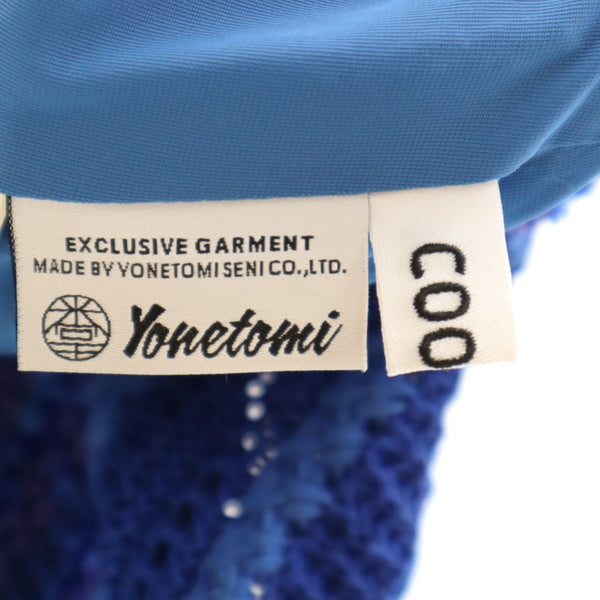 EXCLUSIVE GARMENT
MADE BY YONETOMI SENI CO., LTD.
Yonetomi
COO